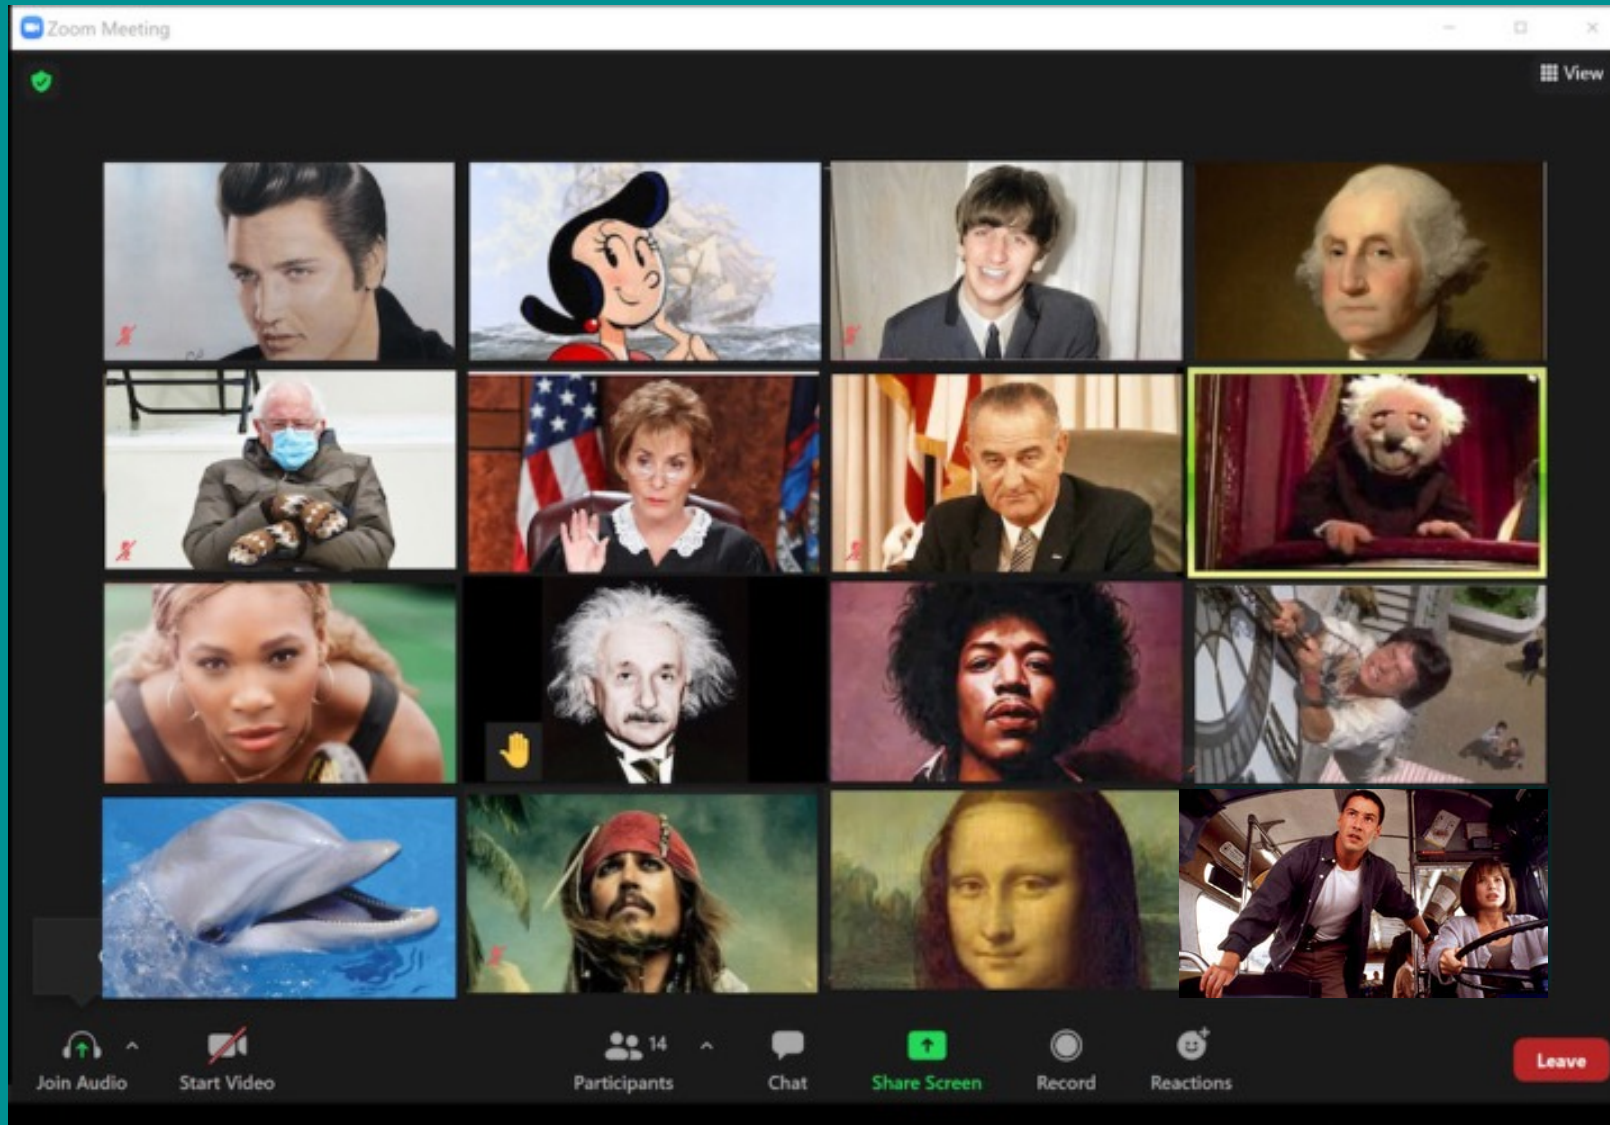 Zoom Meeting
View
14
Join Audio
Start Video
Participants
Chat
Share Screen
Record
Reactions
Leave